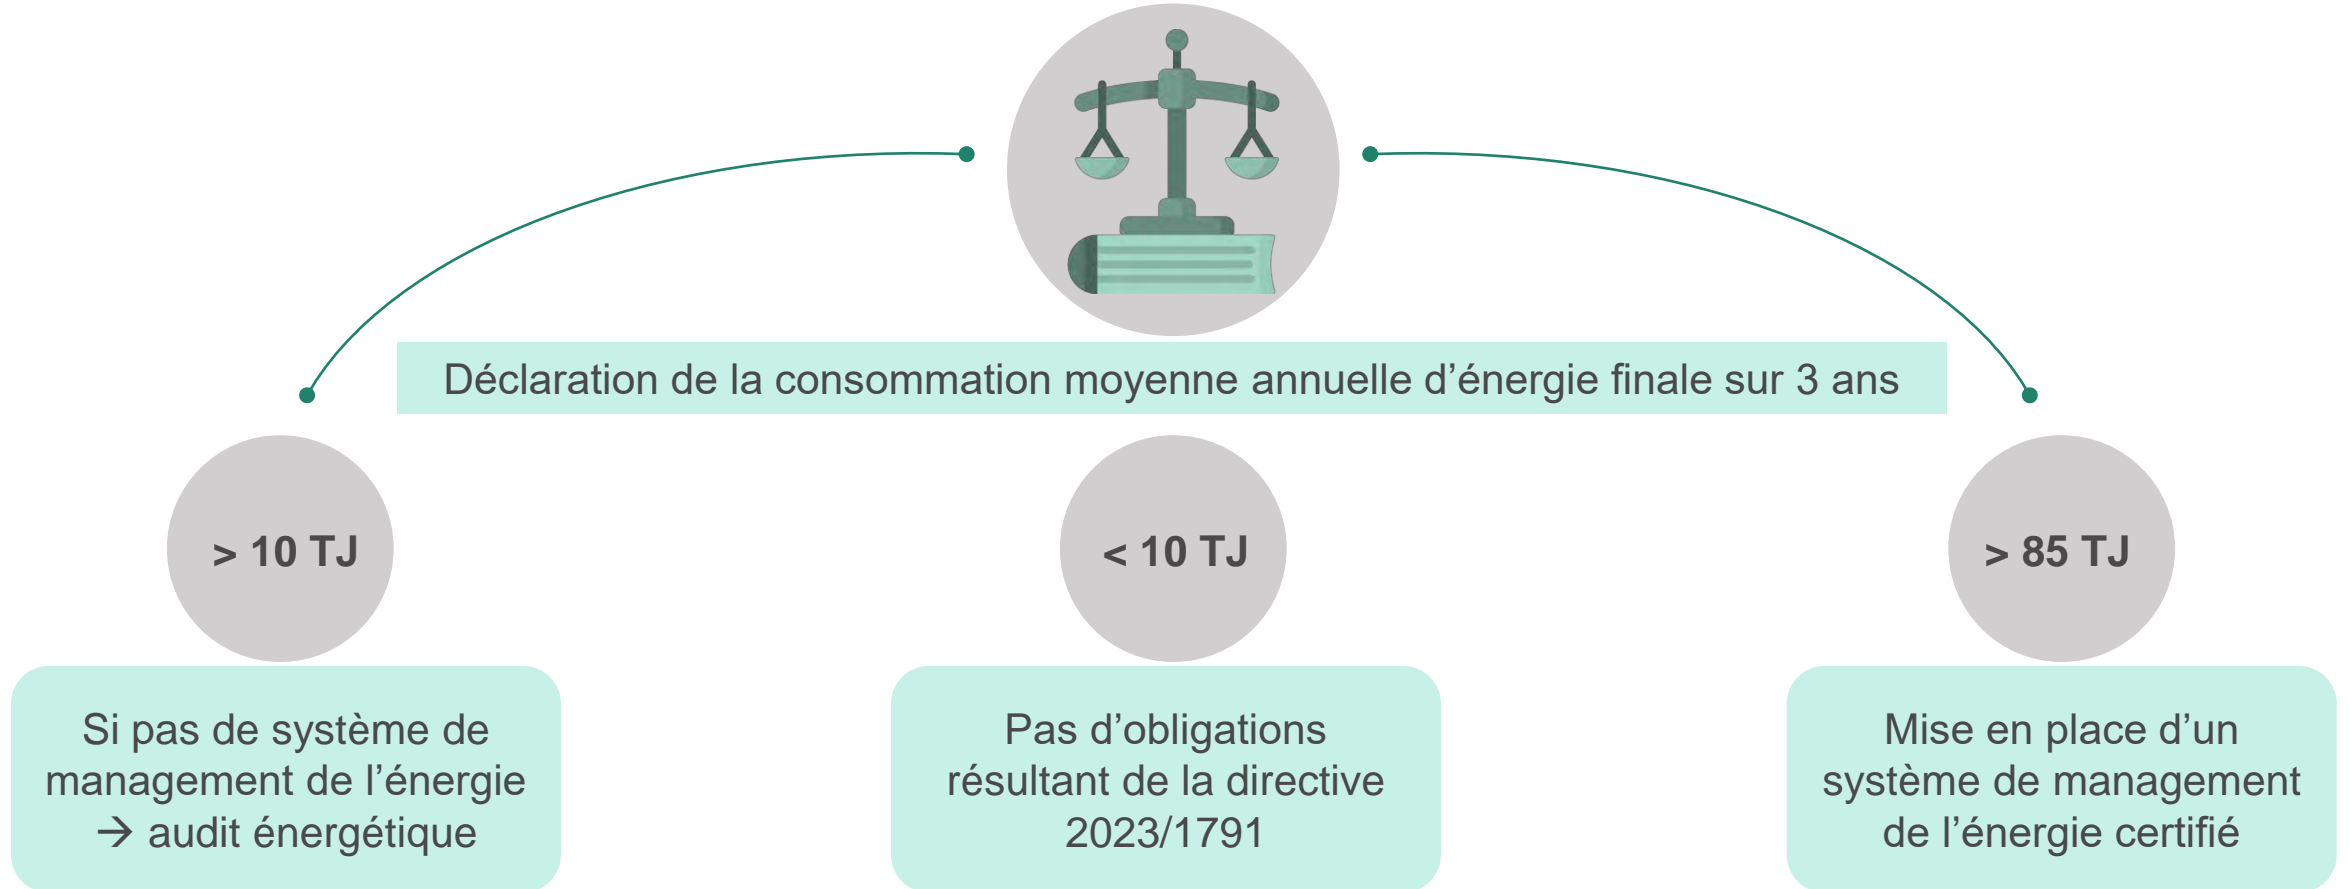 Déclaration de la consommation moyenne annuelle d’énergie finale sur 3 ans
> 10 TJ
Si pas de système de
management de l’énergie
→ audit énergétique
< 10 TJ
Pas d’obligations
résultant de la directive
2023/1791
> 85 TJ
Mise en place d’un
système de management
de l’énergie certifié